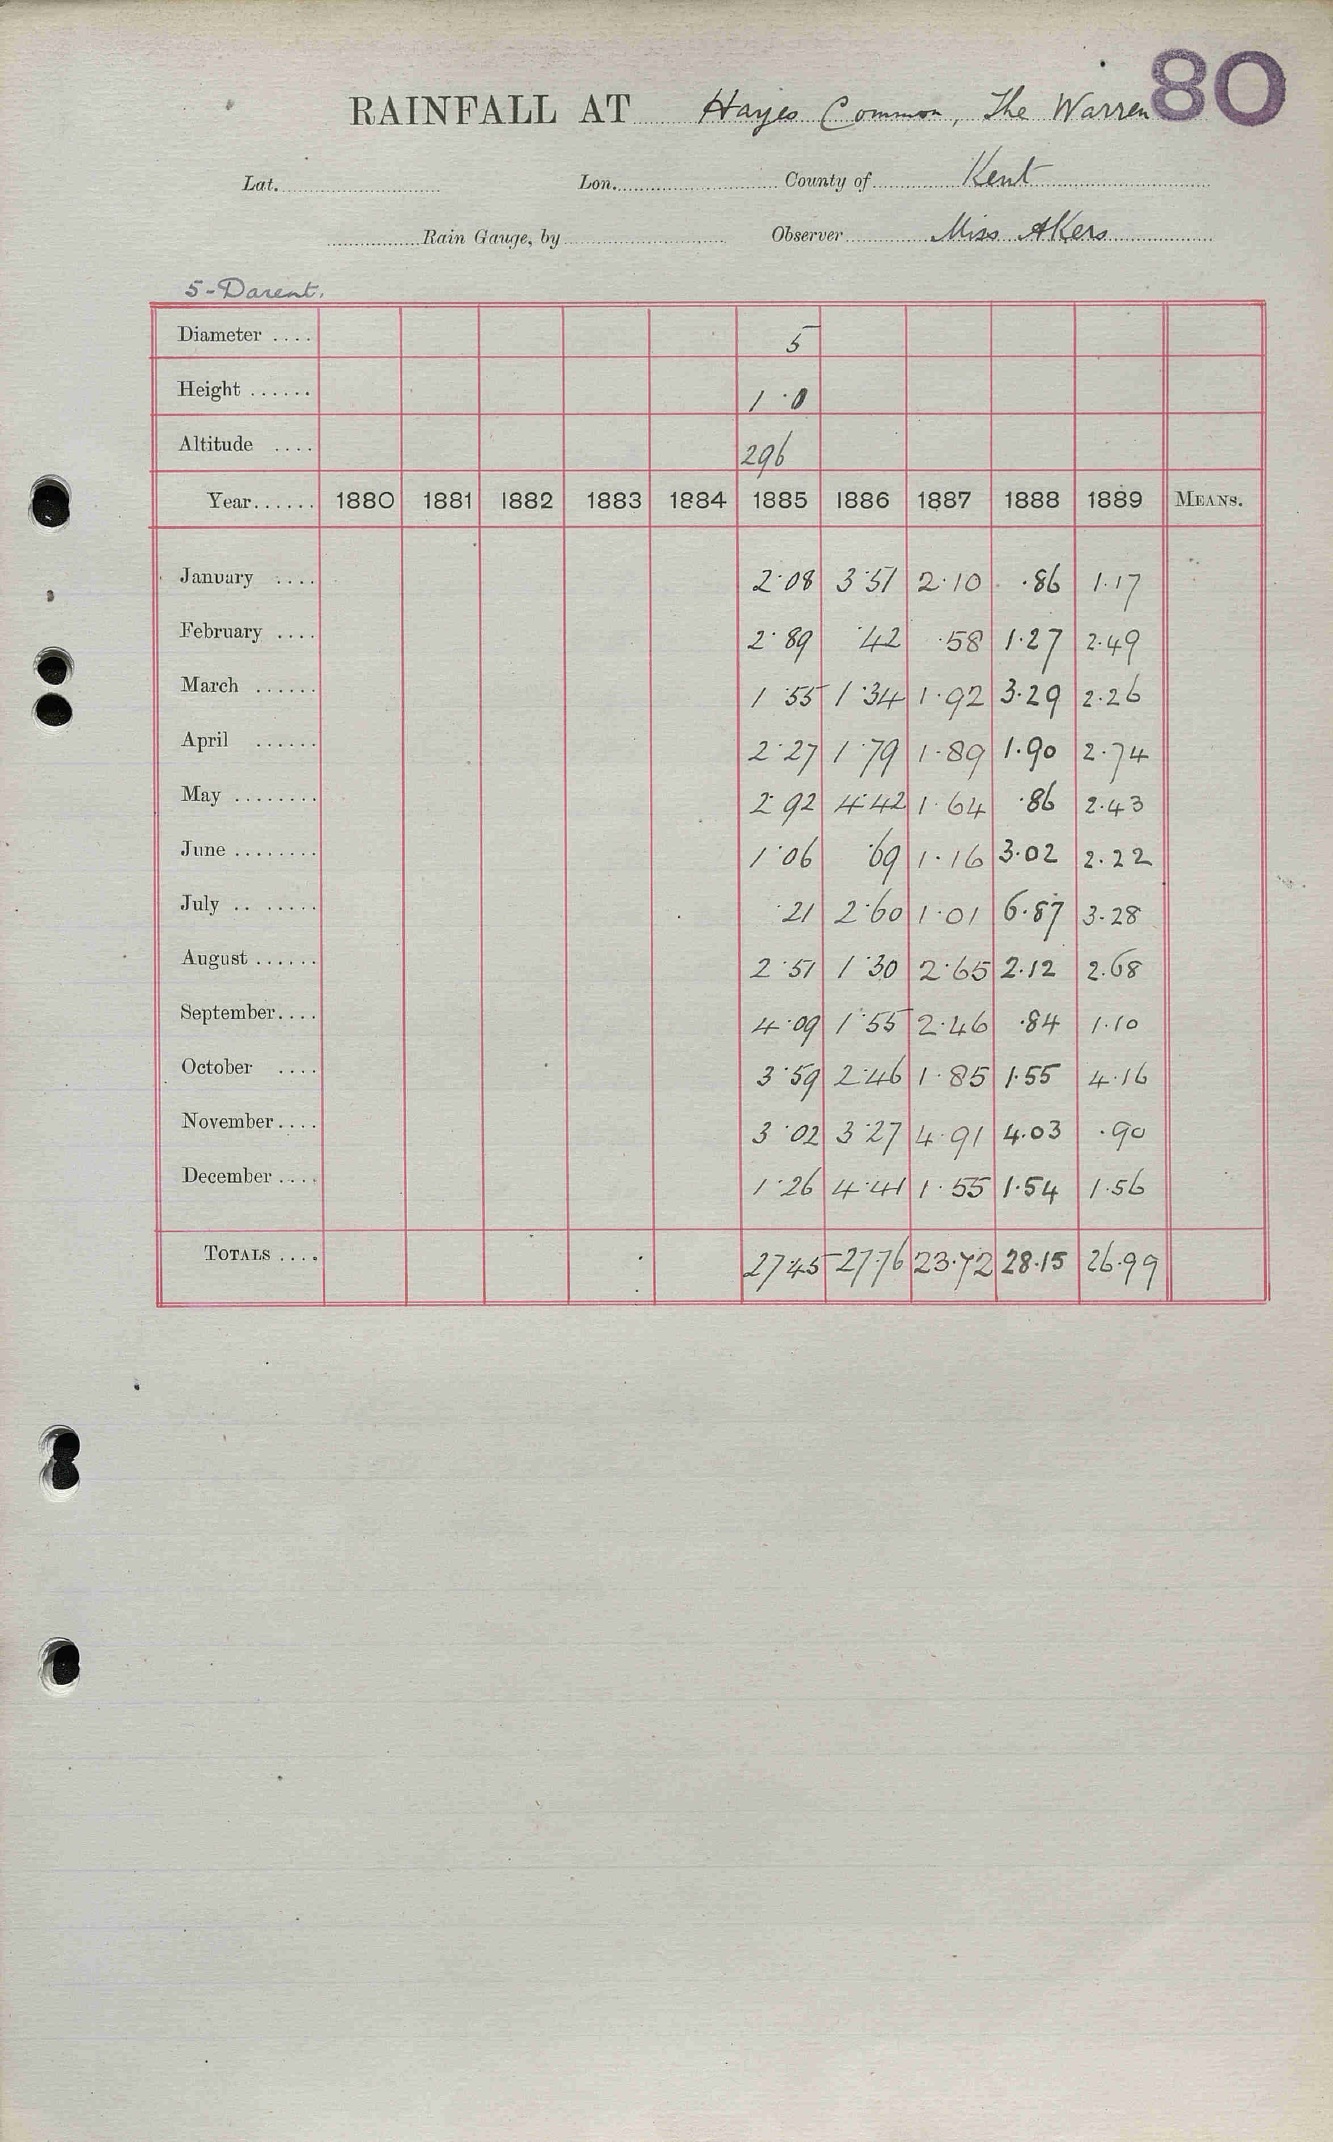 80
RAINFALL AT Hayes Common, The Warren
Lat. Lon. County of Kent
Rain Gauge, by Observer Miss Akers
5-Darent.
Diameter .... 5
Height ...... 1.0
Altitude .... 296
Year...... 1880 1881 1882 1883 1884 1885 1886 1887 1888 1889 MEANS.
January .... 2.08 3.51 2.10 .86 1.17
February .... 2.89 .42 .58 1.27 2.49
March ...... 1.55 1.34 1.92 3.29 2.26
April ...... 2.27 1.79 1.89 1.90 2.74
May ........ 2.92 4.42 1.64 .86 2.43
June ........ 1.06 .69 1.16 3.02 2.22
July .. ...... .21 2.60 1.01 6.87 3.28
August ...... 2.51 1.30 2.65 2.12 2.68
September.... 4.09 1.55 2.46 .84 1.10
October .... 3.59 2.46 1.85 1.55 4.16
November.... 3.02 3.27 4.91 4.03 .90
December .... 1.26 4.41 1.55 1.54 1.56
TOTALS .... 27.45 27.76 23.72 28.15 26.99